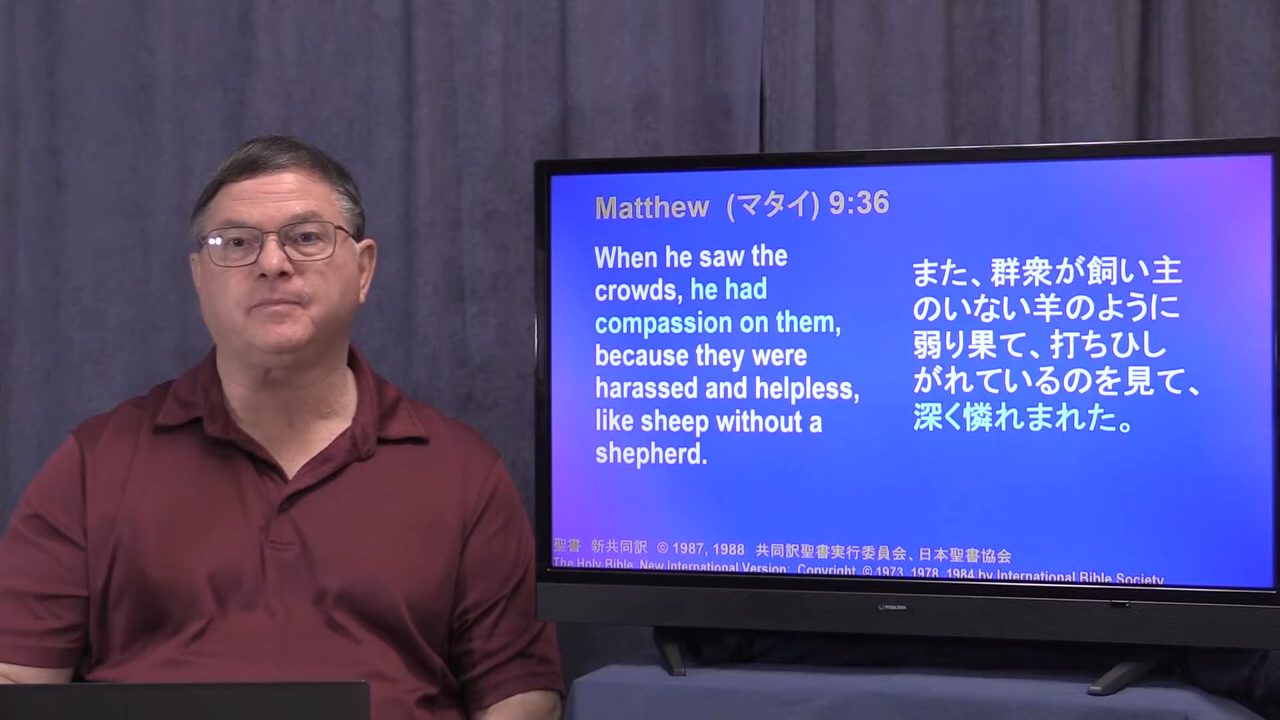 Matthew (マタイ) 9:36
When he saw the
crowds, he had
compassion on them,
because they were
harassed and helpless,
like sheep without a
shepherd.
また、群衆が飼い主
のいない羊のように
弱り果て、打ちひし
がれているのを見て、
深く憐れまれた。
聖書 新共同訳 © 1987, 1988 共同訳聖書実行委員会、日本聖書協会
The Holy Bible, New International Version; Copyright, © 1973, 1978, 1984 by International Bible Society